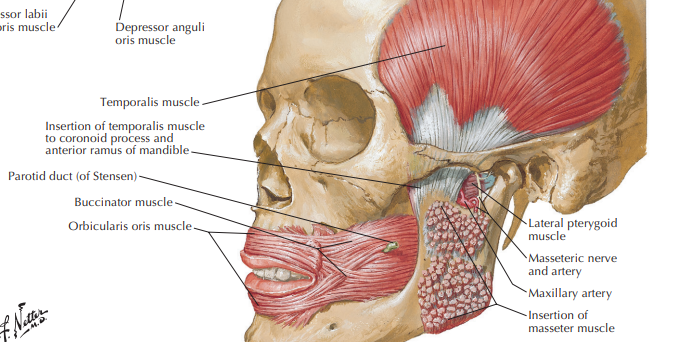 ssor labii
oris muscle
Depressor anguli
oris muscle
Temporalis muscle
Insertion of temporalis muscle
to coronoid process and
anterior ramus of mandible
Parotid duct (of Stensen)
Buccinator muscle
Orbicularis oris muscle
Lateral pterygoid
muscle
Masseteric nerve
and artery
Maxillary artery
Insertion of
masseter muscle
F. Netter
M.D.